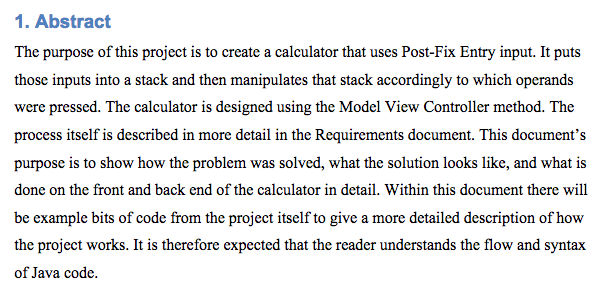 1. Abstract
The purpose of this project is to create a calculator that uses Post-Fix Entry input. It puts
those inputs into a stack and then manipulates that stack accordingly to which operands
were pressed. The calculator is designed using the Model View Controller method. The
process itself is described in more detail in the Requirements document. This document’s
purpose is to show how the problem was solved, what the solution looks like, and what is
done on the front and back end of the calculator in detail. Within this document there will
be example bits of code from the project itself to give a more detailed description of how
the project works. It is therefore expected that the reader understands the flow and syntax
of Java code.